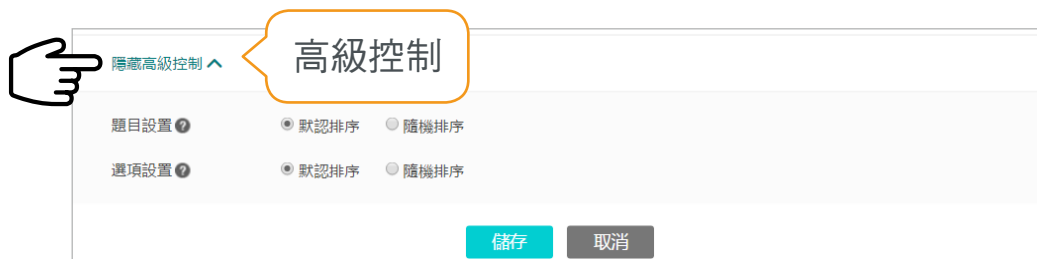 隱藏高級控制
高級控制
題目設置 默認排序 隨機排序
選項設置 默認排序 隨機排序
儲存 取消